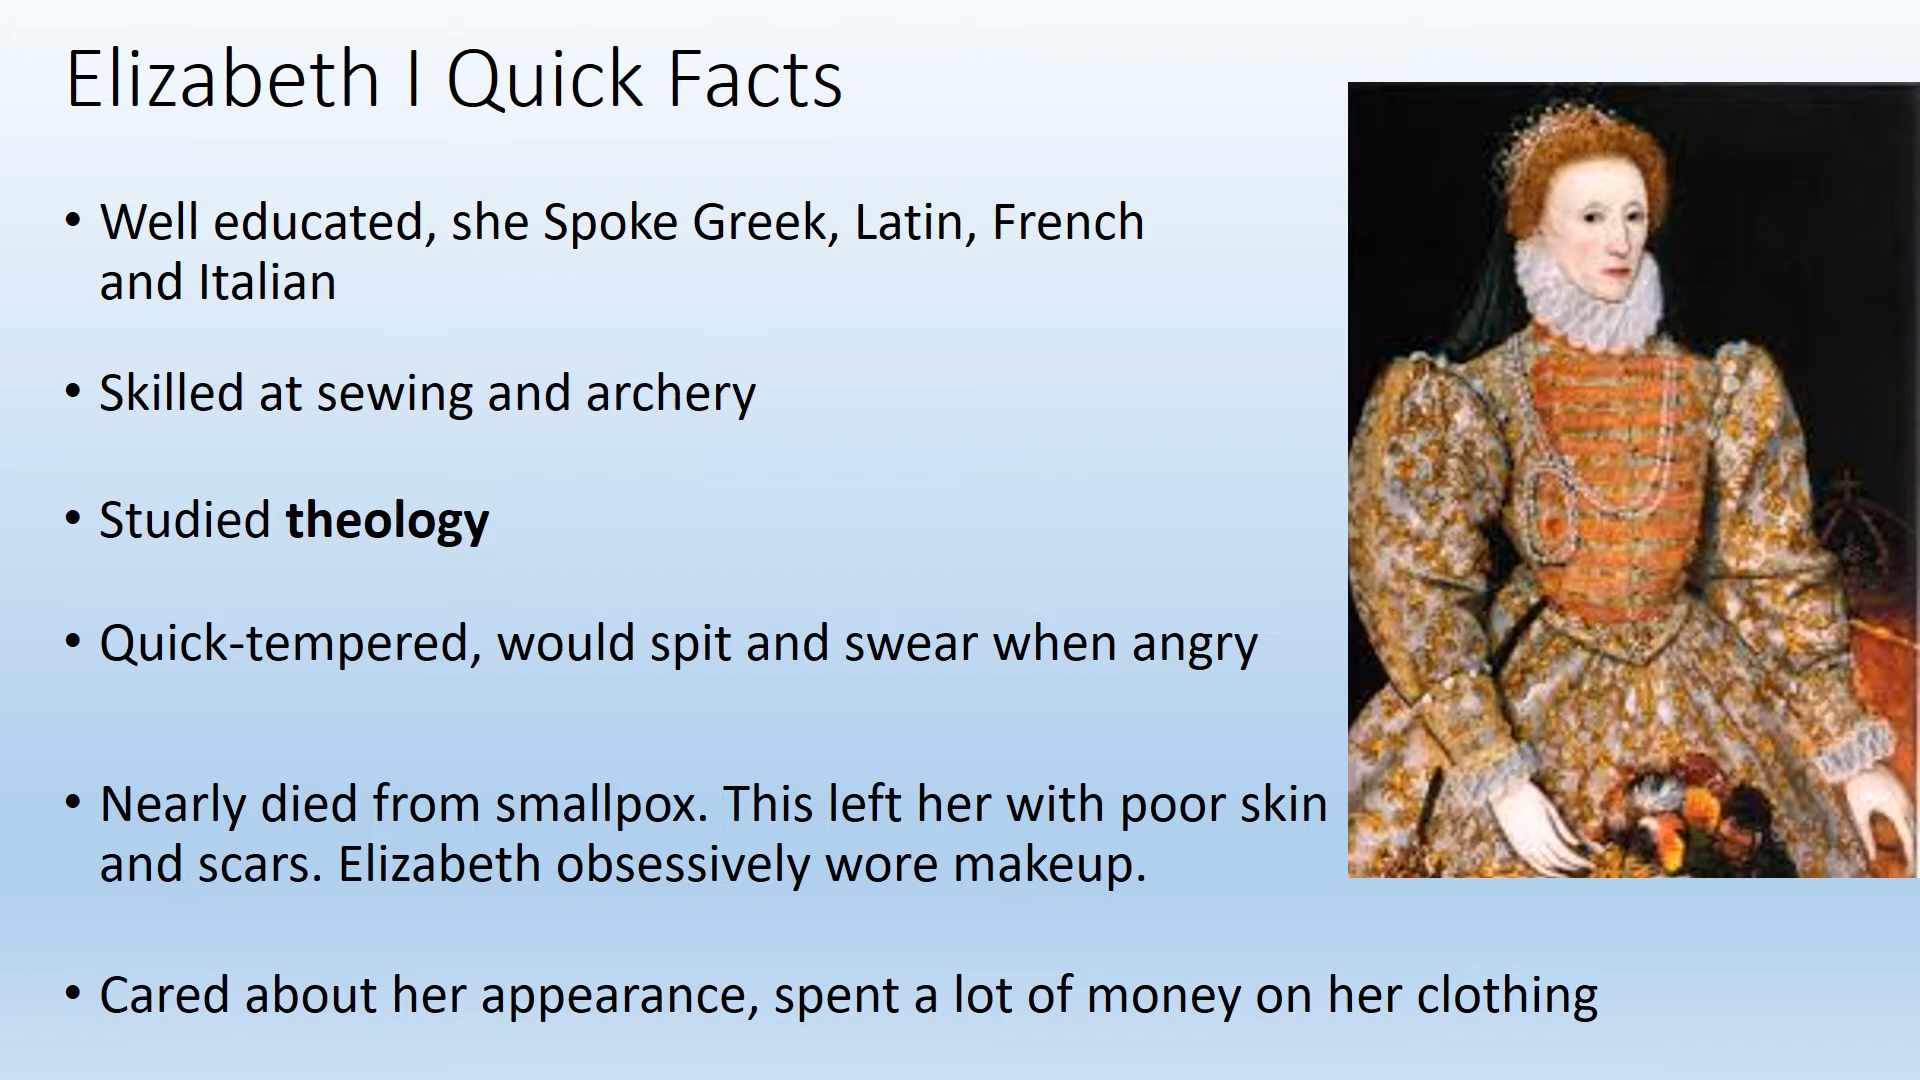 Elizabeth I Quick Facts
• Well educated, she Spoke Greek, Latin, French
and Italian
• Skilled at sewing and archery
• Studied theology
• Quick-tempered, would spit and swear when angry
• Nearly died from smallpox. This left her with poor skin
and scars. Elizabeth obsessively wore makeup.
• Cared about her appearance, spent a lot of money on her clothing